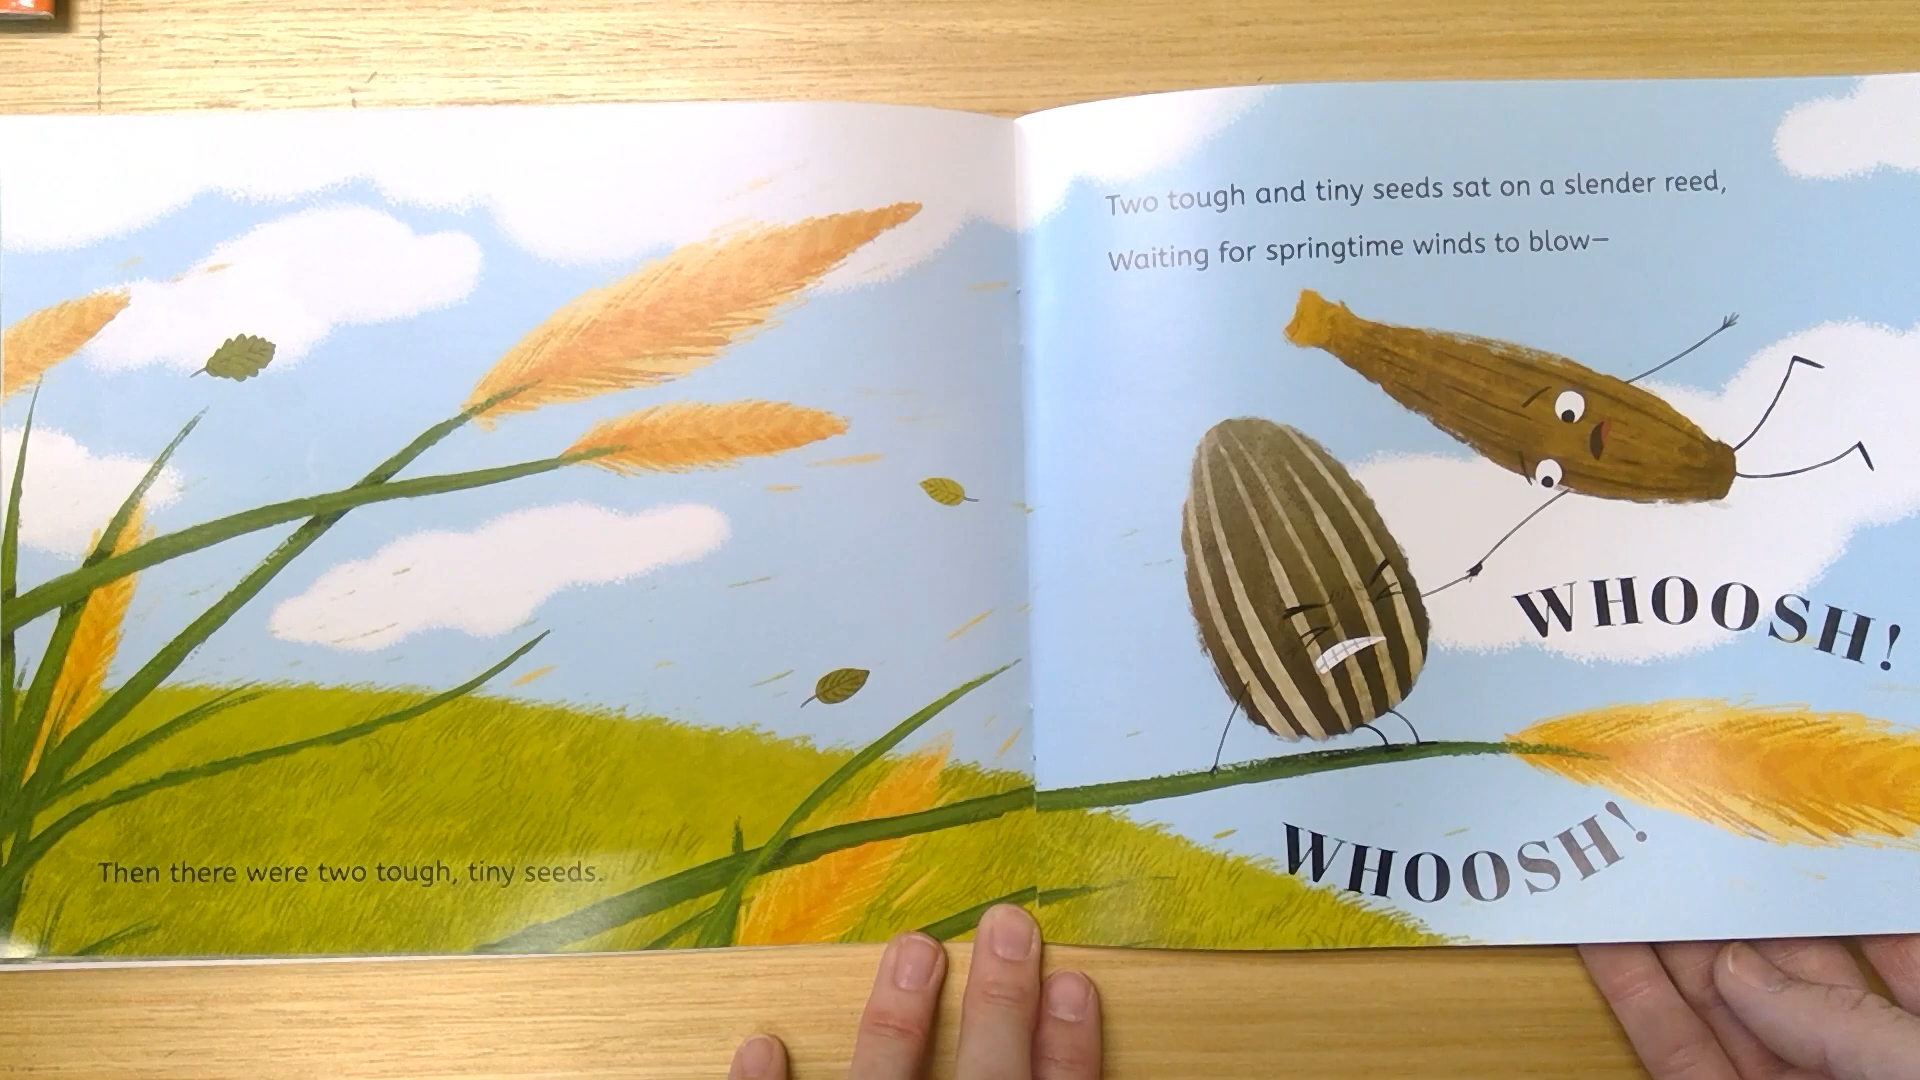 Then there were two tough, tiny seeds.
Two tough and tiny seeds sat on a slender reed,
Waiting for springtime winds to blow—
WHOOSH!
WHOOSH!